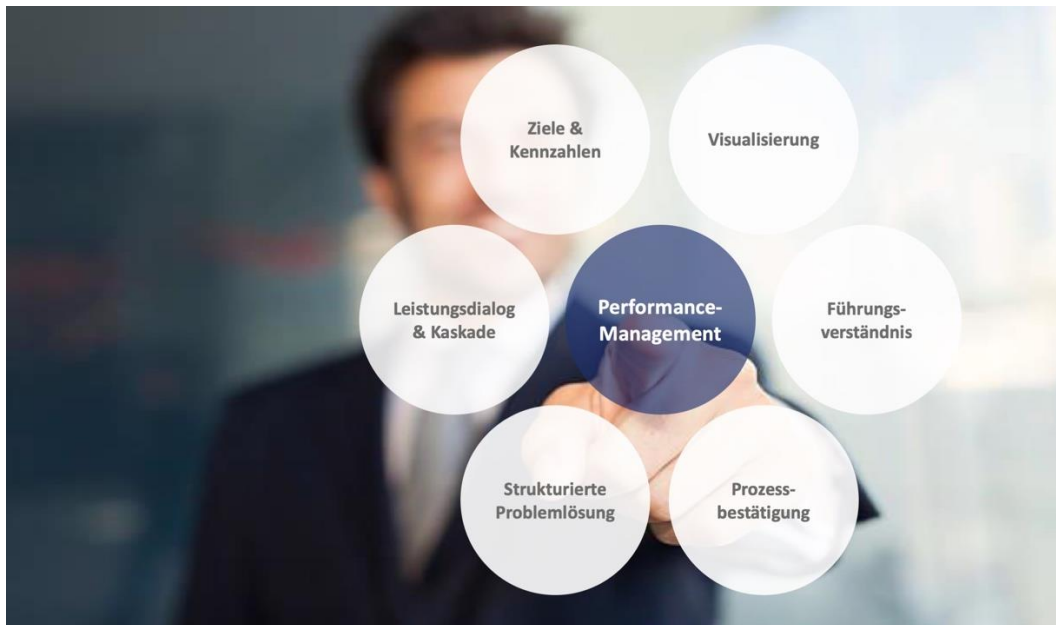 Ziele &
Kennzahlen
Visualisierung
Leistungsdialog
& Kaskade
Performance-
Management
Führungs-
verständnis
Strukturierte
Problemlösung
Prozess-
bestätigung